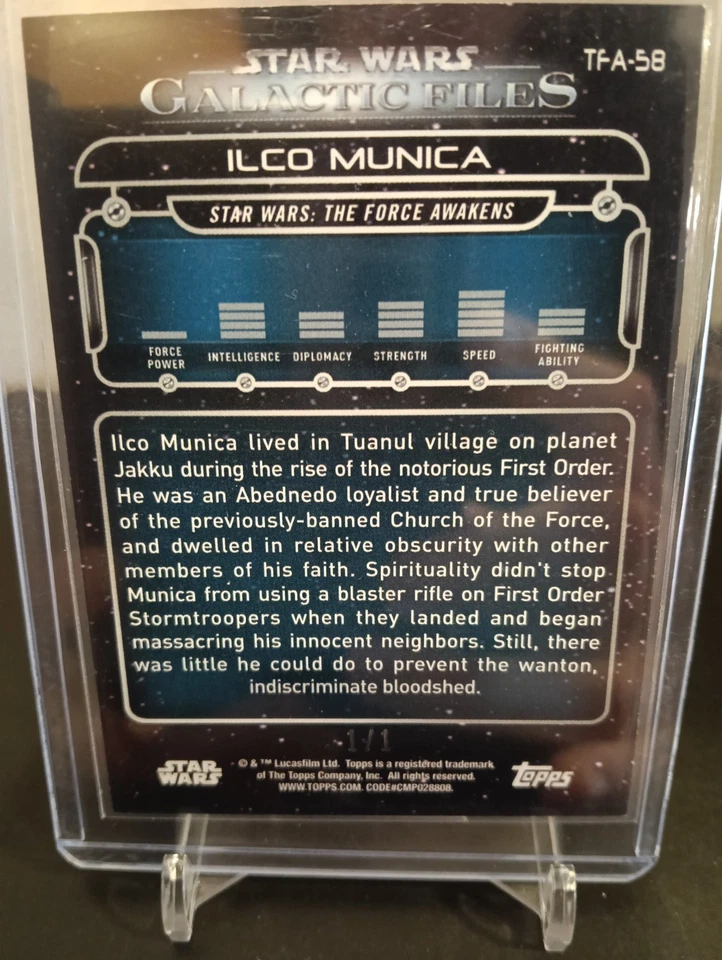 STAR WARS
GALACTIC FILES
TFA-58
ILCO MUNICA
STAR WARS: THE FORCE AWAKENS
FORCE POWER INTELLIGENCE DIPLOMACY STRENGTH SPEED FIGHTING ABILITY
Ilco Munica lived in Tuanul village on planet
Jakku during the rise of the notorious First Order.
He was an Abednedo loyalist and true believer
of the previously-banned Church of the Force,
and dwelled in relative obscurity with other
members of his faith. Spirituality didn't stop
Munica from using a blaster rifle on First Order
Stormtroopers when they landed and began
massacring his innocent neighbors. Still, there
was little he could do to prevent the wanton,
indiscriminate bloodshed.
1/1
STAR WARS
© & ™ Lucasfilm Ltd. Topps is a registered trademark
of The Topps Company, Inc. All rights reserved.
WWW.TOPPS.COM. CODE#CMP028808.
Topps